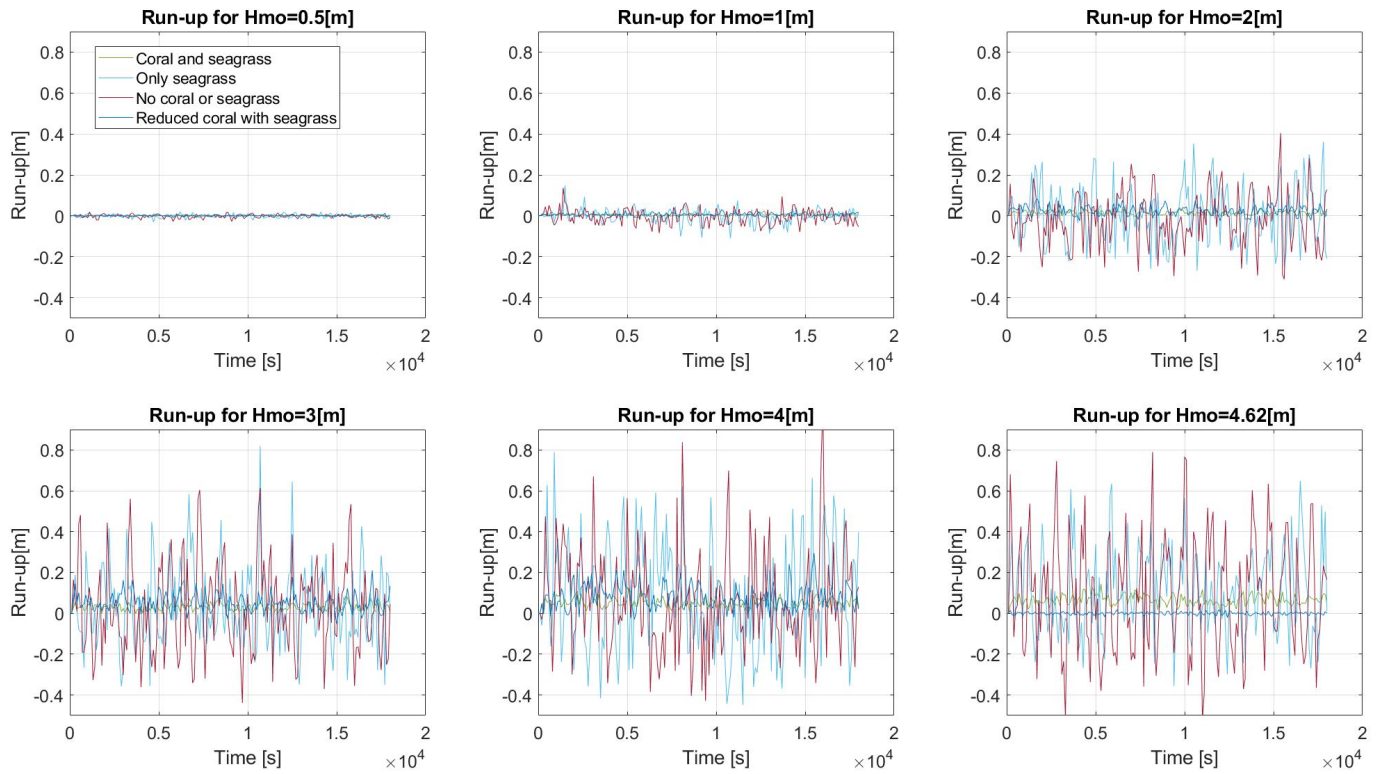 Run-up for Hmo=0.5[m]
0.8
0.6
0.4
0.2
0
-0.2
-0.4
Run-up[m]
Coral and seagrass
Only seagrass
No coral or seagrass
Reduced coral with seagrass
0 0.5 1 1.5 2
Time [s]
×10⁴
Run-up for Hmo=1[m]
0.8
0.6
0.4
0.2
0
-0.2
-0.4
Run-up[m]
0 0.5 1 1.5 2
Time [s]
×10⁴
Run-up for Hmo=2[m]
0.8
0.6
0.4
0.2
0
-0.2
-0.4
Run-up[m]
0 0.5 1 1.5 2
Time [s]
×10⁴
Run-up for Hmo=3[m]
0.8
0.6
0.4
0.2
0
-0.2
-0.4
Run-up[m]
0 0.5 1 1.5 2
Time [s]
×10⁴
Run-up for Hmo=4[m]
0.8
0.6
0.4
0.2
0
-0.2
-0.4
Run-up[m]
0 0.5 1 1.5 2
Time [s]
×10⁴
Run-up for Hmo=4.62[m]
0.8
0.6
0.4
0.2
0
-0.2
-0.4
Run-up[m]
0 0.5 1 1.5 2
Time [s]
×10⁴